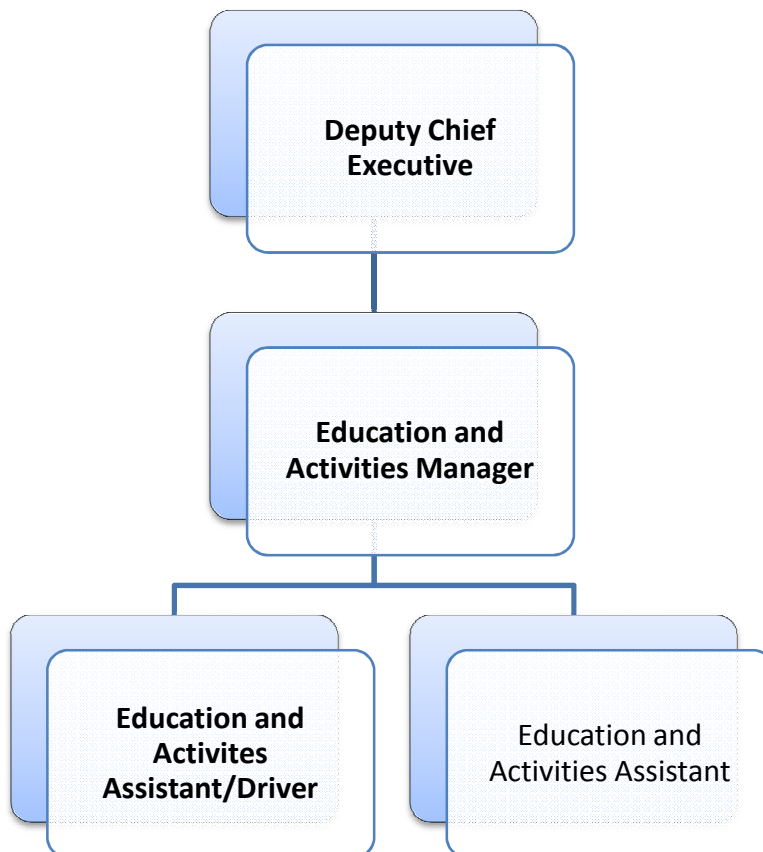 Deputy Chief
Executive
Education and
Activities Manager
Education and
Activites
Assistant/Driver
Education and
Activities Assistant